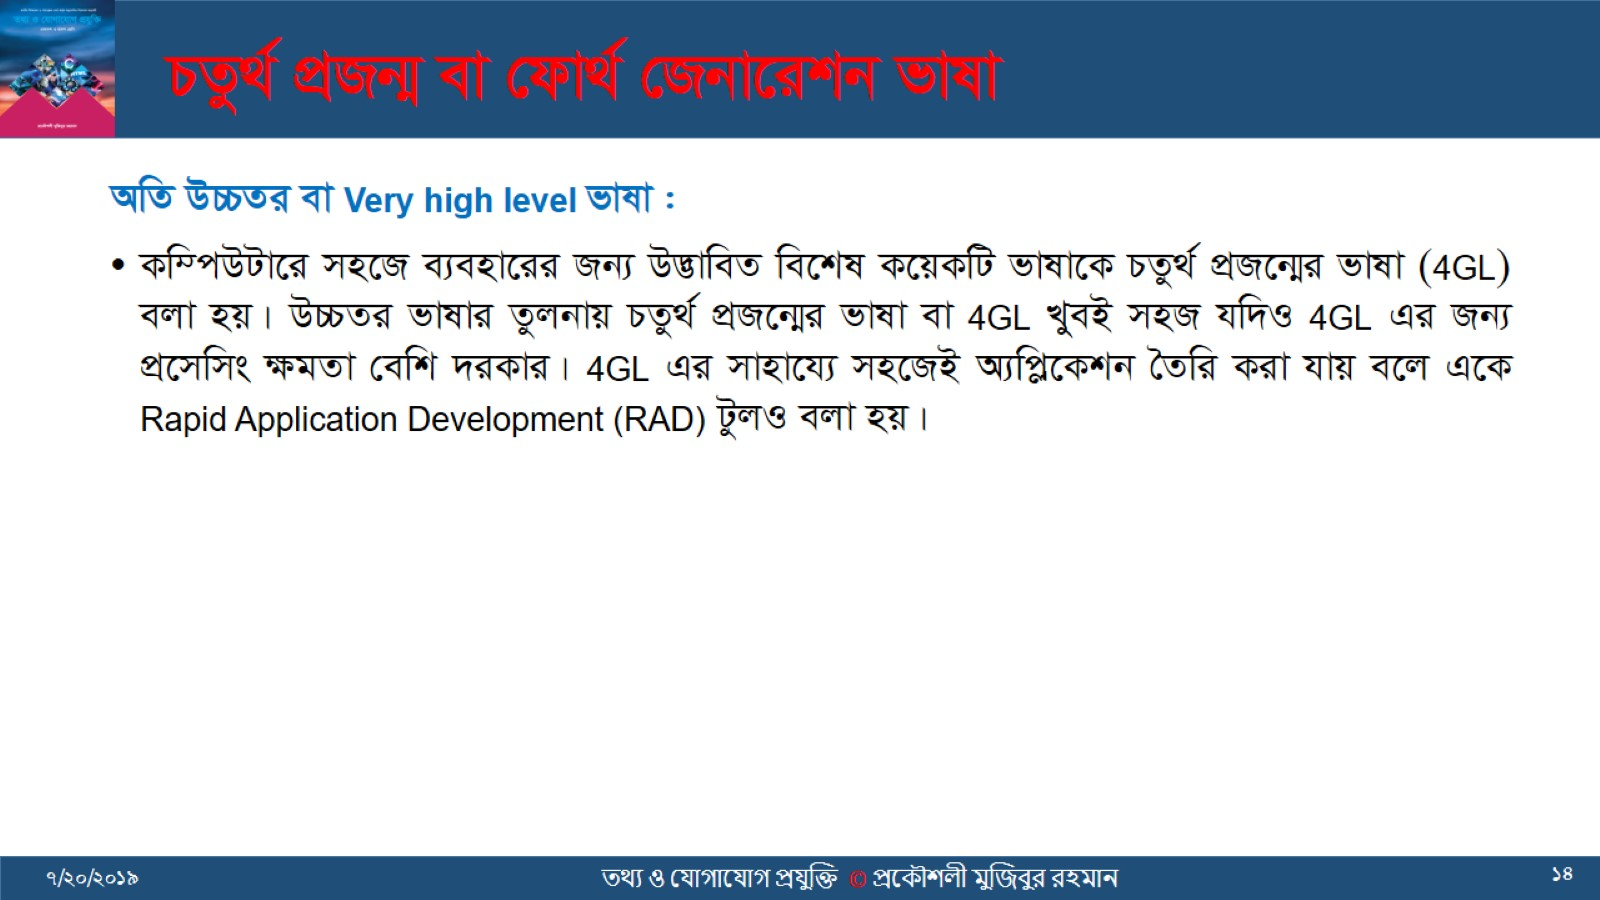 তথ্য ও যোগাযোগ প্রযুক্তি
চতুর্থ প্রজন্ম বা ফোর্থ জেনারেশন ভাষা
অতি উচ্চতর বা Very high level ভাষা :
• কম্পিউটারে সহজে ব্যবহারের জন্য উদ্ভাবিত বিশেষ কয়েকটি ভাষাকে চতুর্থ প্রজন্মের ভাষা (4GL)
বলা হয়। উচ্চতর ভাষার তুলনায় চতুর্থ প্রজন্মের ভাষা বা 4GL খুবই সহজ যদিও 4GL এর জন্য
প্রসেসিং ক্ষমতা বেশি দরকার। 4GL এর সাহায্যে সহজেই অ্যপ্লিকেশন তৈরি করা যায় বলে একে
Rapid Application Development (RAD) টুলও বলা হয়।
৭/২০/২০১৯
তথ্য ও যোগাযোগ প্রযুক্তি © প্রকৌশলী মুজিবুর রহমান
১৪